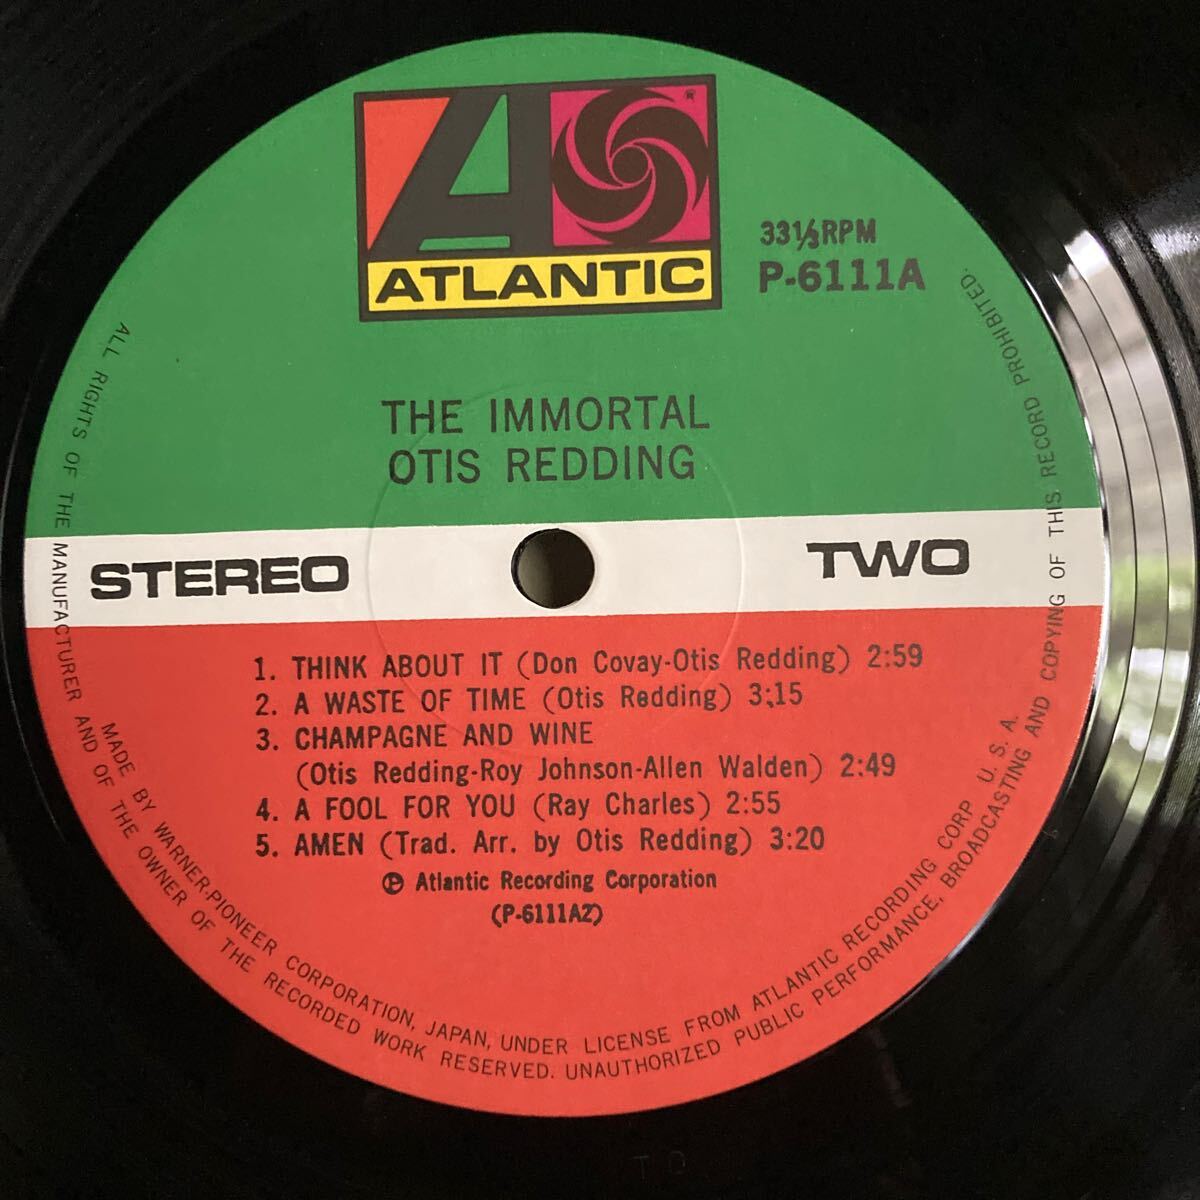 A
®
ATLANTIC
33⅓RPM
P-6111A
THE IMMORTAL
OTIS REDDING
STEREO
TWO
1. THINK ABOUT IT (Don Covay-Otis Redding) 2:59
2. A WASTE OF TIME (Otis Redding) 3:15
3. CHAMPAGNE AND WINE
(Otis Redding-Roy Johnson-Allen Walden) 2:49
4. A FOOL FOR YOU (Ray Charles) 2:55
5. AMEN (Trad. Arr. by Otis Redding) 3:20
Ⓟ Atlantic Recording Corporation
(P-6111AZ)
MADE BY WARNER-PIONEER CORPORATION, JAPAN, UNDER LICENSE FROM ATLANTIC RECORDING CORP U. S. A.
ALL RIGHTS OF THE MANUFACTURER AND OF THE OWNER OF THE RECORDED WORK RESERVED. UNAUTHORIZED PUBLIC PERFORMANCE, BROADCASTING AND COPYING OF THIS RECORD PROHIBITED.